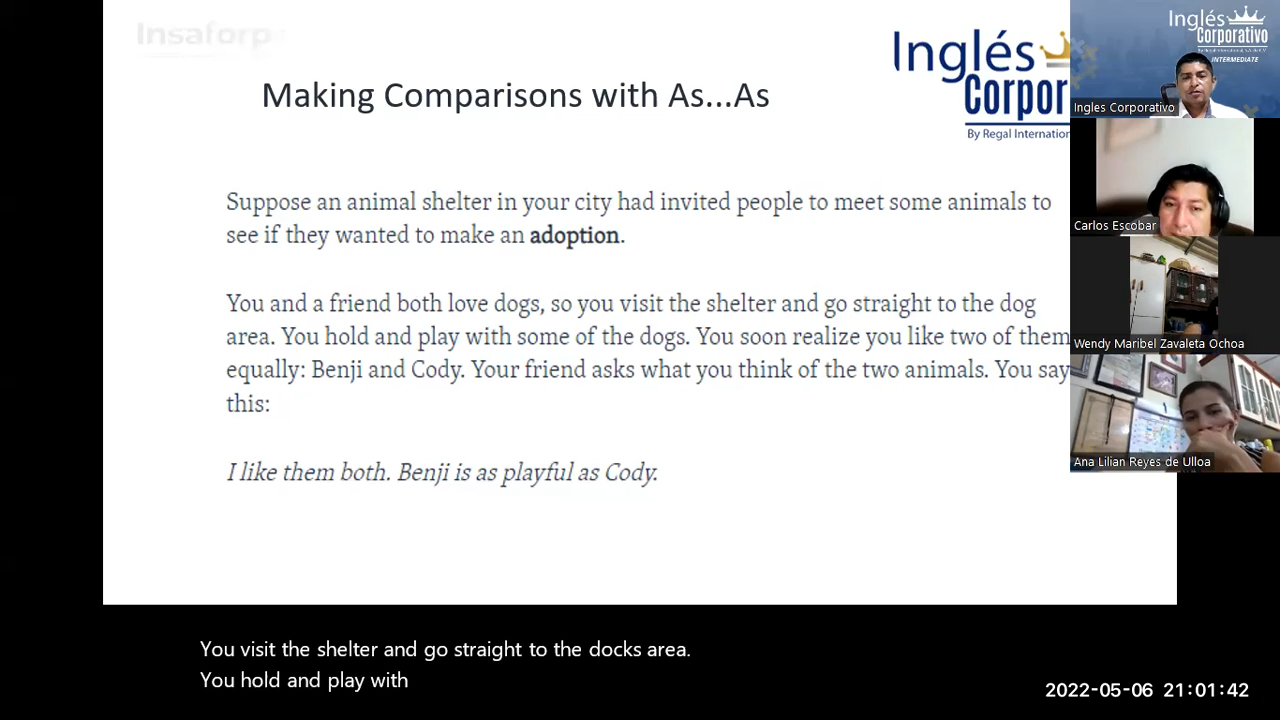 Insaforp
Making Comparisons with As...As
Inglés
Corpor
By Regal Internation
Suppose an animal shelter in your city had invited people to meet some animals to
see if they wanted to make an adoption.
You and a friend both love dogs, so you visit the shelter and go straight to the dog
area. You hold and play with some of the dogs. You soon realize you like two of them
equally: Benji and Cody. Your friend asks what you think of the two animals. You say
this:
I like them both. Benji is as playful as Cody.
Inglés
Corporativo
INTERMEDIATE
Ingles Corporativo
Carlos Escobar
Wendy Maribel Zavaleta Ochoa
Ana Lilian Reyes de Ulloa
You visit the shelter and go straight to the docks area.
You hold and play with
2022-05-06 21:01:42